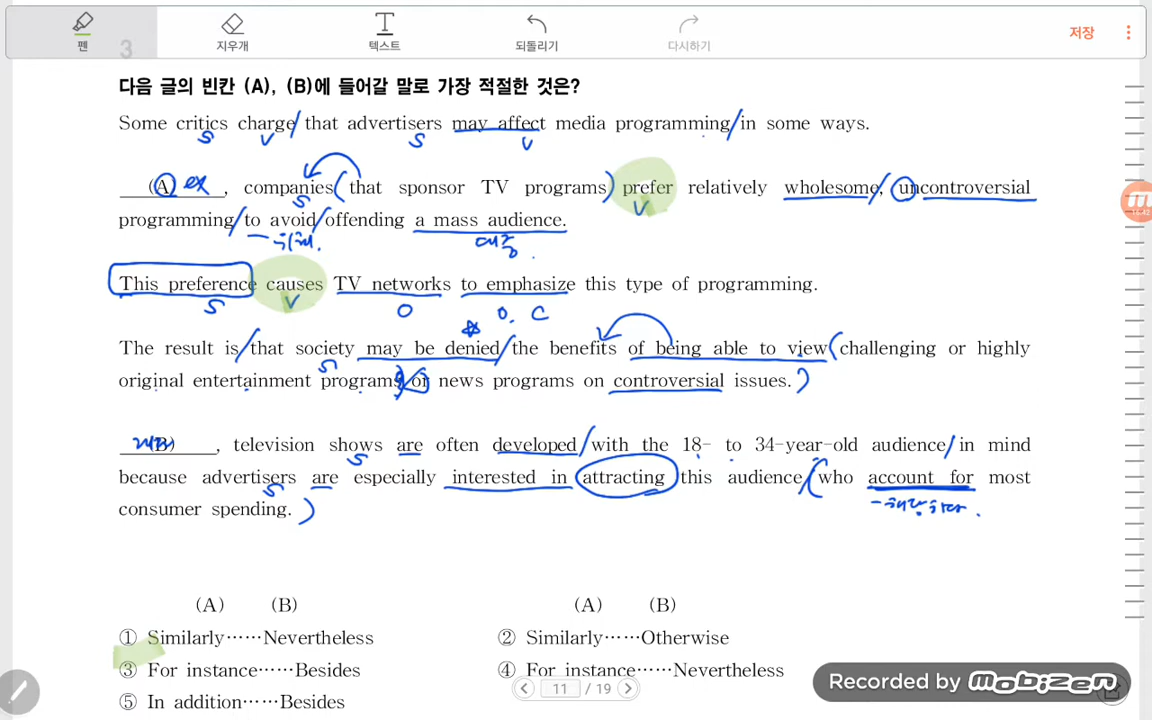 펜 지우개 텍스트 되돌리기 다시하기 저장
3
다음 글의 빈칸 (A), (B)에 들어갈 말로 가장 적절한 것은?
Some critics charge that advertisers may affect media programming in some ways.
S V S V
(A) ex, companies that sponsor TV programs prefer relatively wholesome, uncontroversial
S V
programming to avoid offending a mass audience.
대중
This preference causes TV networks to emphasize this type of programming.
S V O O. C
The result is that society may be denied the benefits of being able to view challenging or highly
S
original entertainment programs or news programs on controversial issues.
(B), television shows are often developed with the 18- to 34-year-old audience in mind
S
because advertisers are especially interested in attracting this audience who account for most
S
consumer spending.
(A) (B) (A) (B)
① Similarly……Nevertheless ② Similarly……Otherwise
③ For instance……Besides ④ For instance……Nevertheless
⑤ In addition……Besides
11 / 19
Recorded by mobizen